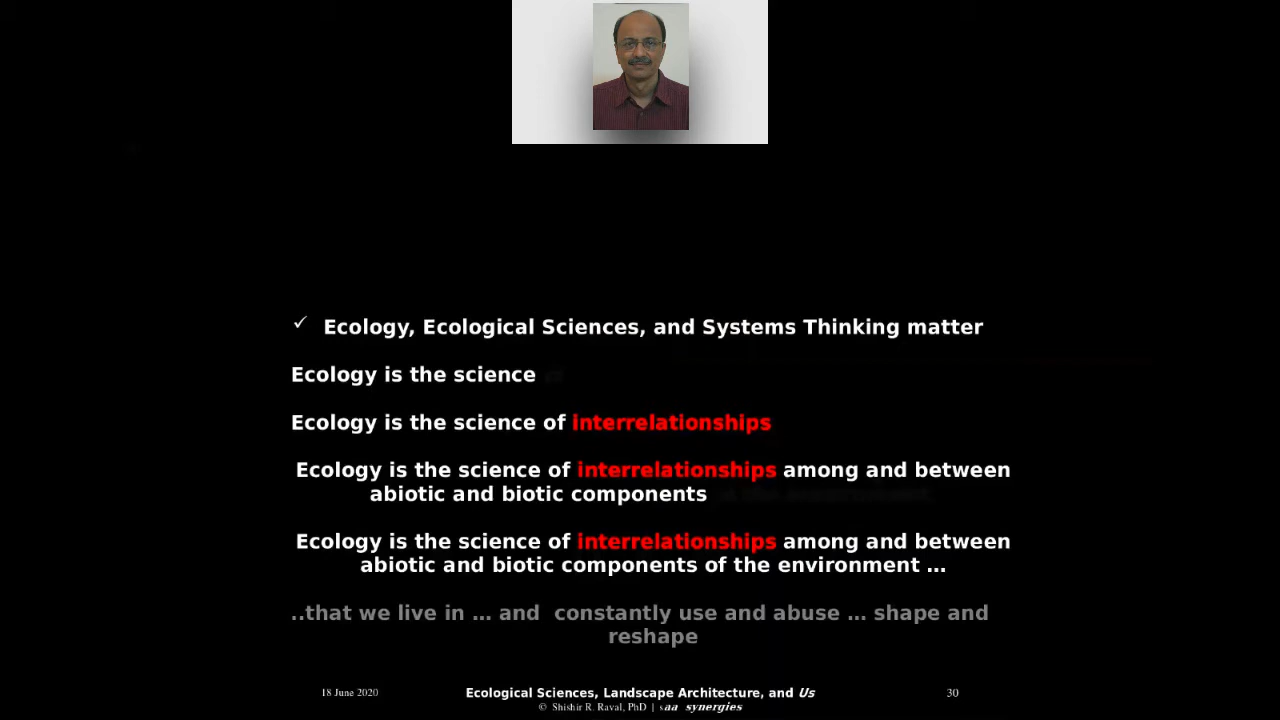 ✓ Ecology, Ecological Sciences, and Systems Thinking matter
Ecology is the science
Ecology is the science of interrelationships
Ecology is the science of interrelationships among and between
abiotic and biotic components
Ecology is the science of interrelationships among and between
abiotic and biotic components of the environment …
..that we live in … and constantly use and abuse … shape and
reshape
18 June 2020
Ecological Sciences, Landscape Architecture, and Us
30
© Shishir R. Raval, PhD | saa synergies